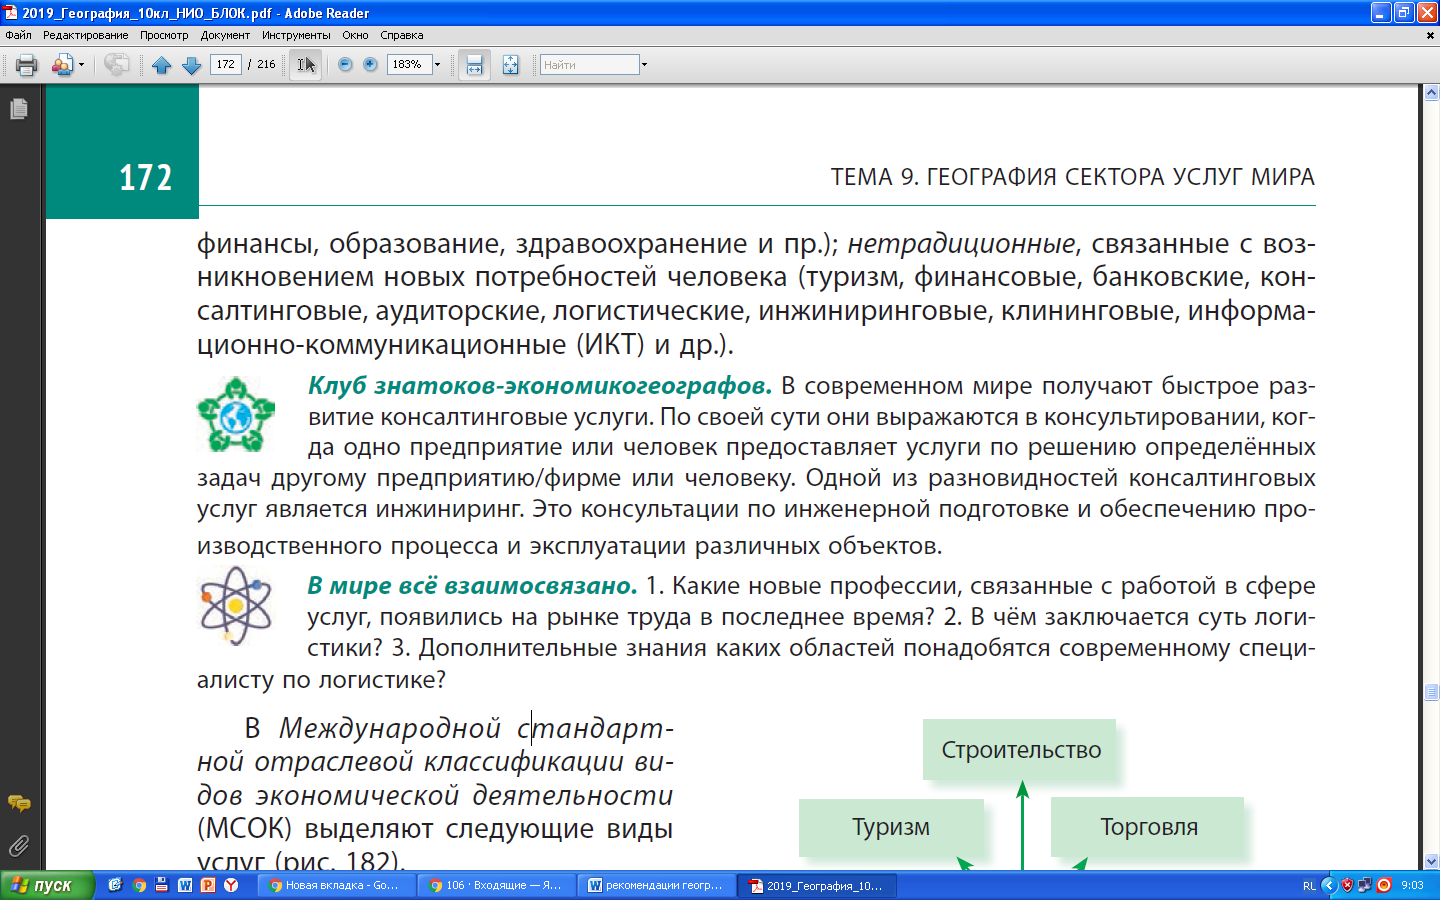 2019_География_10кл_НИО_БЛОК.pdf - Adobe Reader
Файл Редактирование Просмотр Документ Инструменты Окно Справка
172 / 216 183% Найти
172
ТЕМА 9. ГЕОГРАФИЯ СЕКТОРА УСЛУГ МИРА
финансы, образование, здравоохранение и пр.); нетрадиционные, связанные с воз-
никновением новых потребностей человека (туризм, финансовые, банковские, кон-
салтинговые, аудиторские, логистические, инжиниринговые, клининговые, информа-
ционно-коммуникационные (ИКТ) и др.).
Клуб знатоков-экономикогеографов. В современном мире получают быстрое раз-
витие консалтинговые услуги. По своей сути они выражаются в консультировании, ког-
да одно предприятие или человек предоставляет услуги по решению определённых
задач другому предприятию/фирме или человеку. Одной из разновидностей консалтинговых
услуг является инжиниринг. Это консультации по инженерной подготовке и обеспечению про-
изводственного процесса и эксплуатации различных объектов.
В мире всё взаимосвязано. 1. Какие новые профессии, связанные с работой в сфере
услуг, появились на рынке труда в последнее время? 2. В чём заключается суть логи-
стики? 3. Дополнительные знания каких областей понадобятся современному специ-
алисту по логистике?
В Международной стандарт-
ной отраслевой классификации ви-
дов экономической деятельности
(МСОК) выделяют следующие виды
услуг (рис. 182).
Строительство
Туризм
Торговля
пуск
Новая вкладка - Go...
106 · Входящие — Я...
рекомендации геогр...
2019_География_10...
RL
9:03